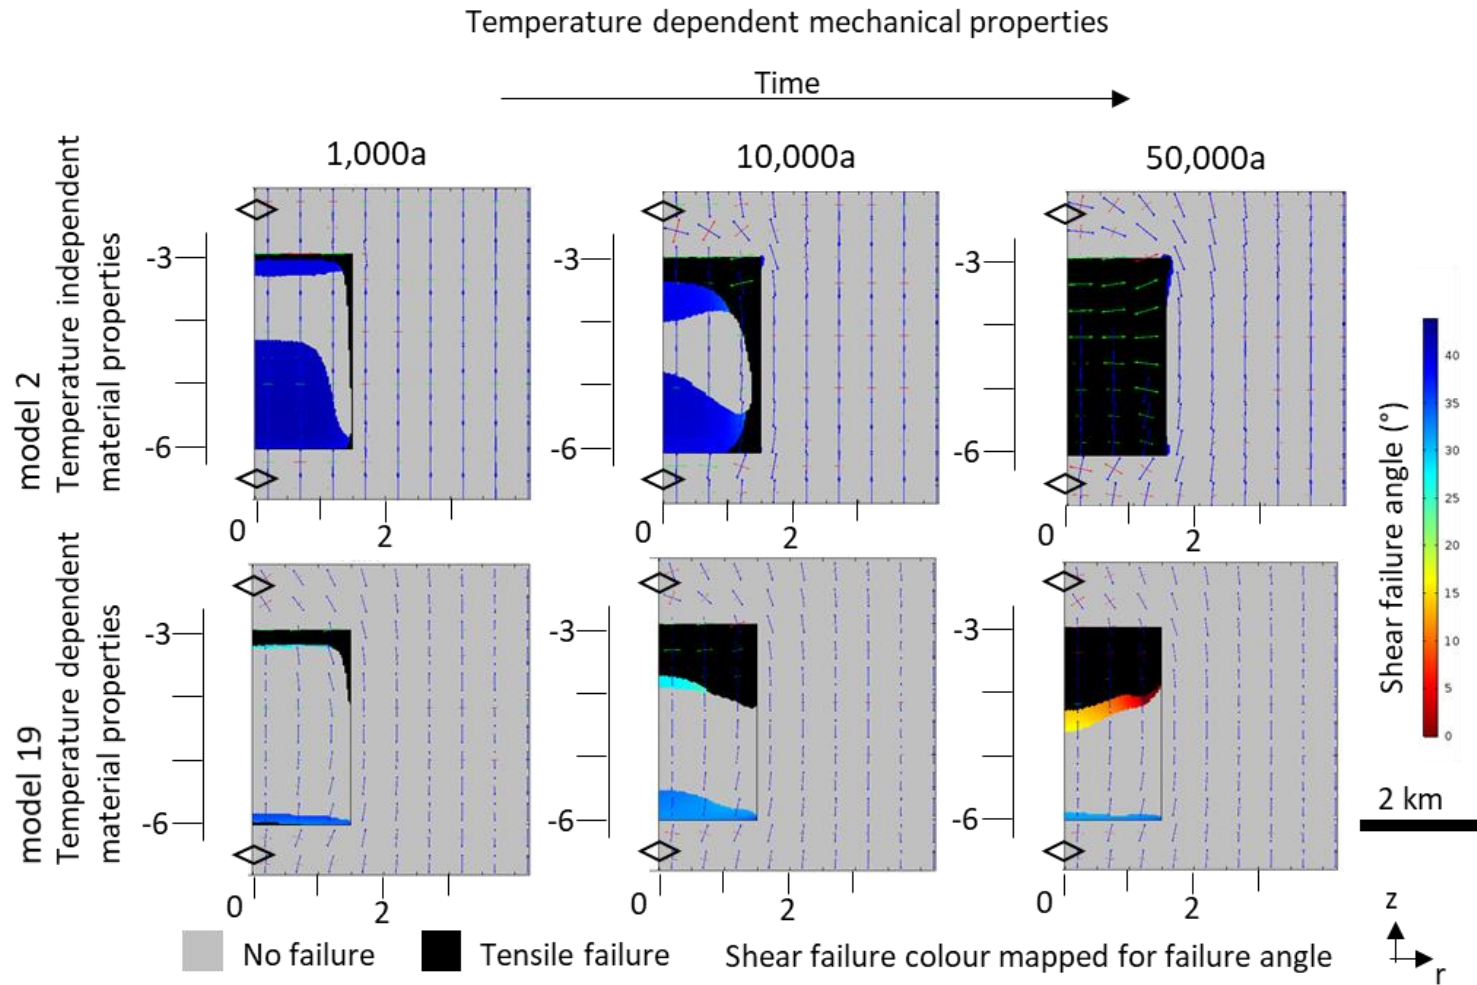 Temperature dependent mechanical properties
Time
1,000a
10,000a
50,000a
model 2
Temperature independent
material properties
-3
-6
0
2
-3
-6
0
2
-3
-6
0
2
model 19
Temperature dependent
material properties
-3
-6
0
2
-3
-6
0
2
-3
-6
0
2
Shear failure angle (°)
40
35
30
25
20
15
10
5
0
2 km
z
r
No failure
Tensile failure
Shear failure colour mapped for failure angle